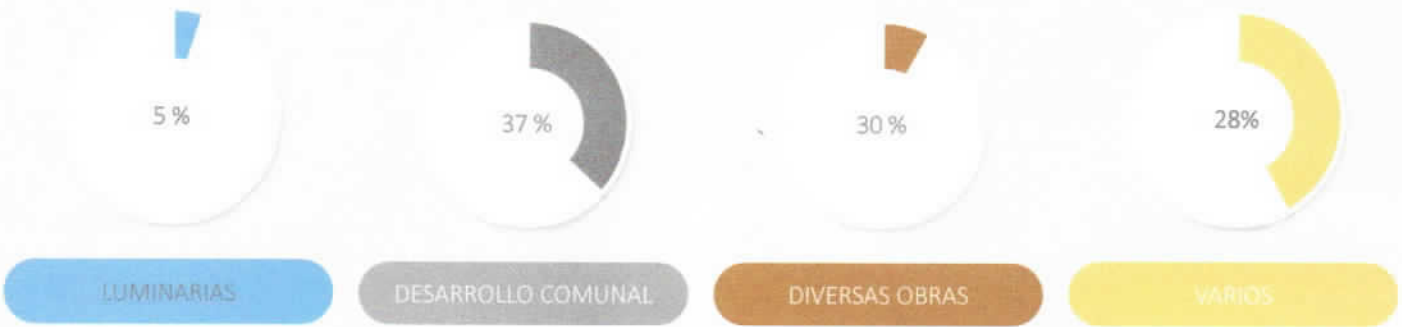 5 %
37 %
30 %
28%
LUMINARIAS
DESARROLLO COMUNAL
DIVERSAS OBRAS
VARIOS